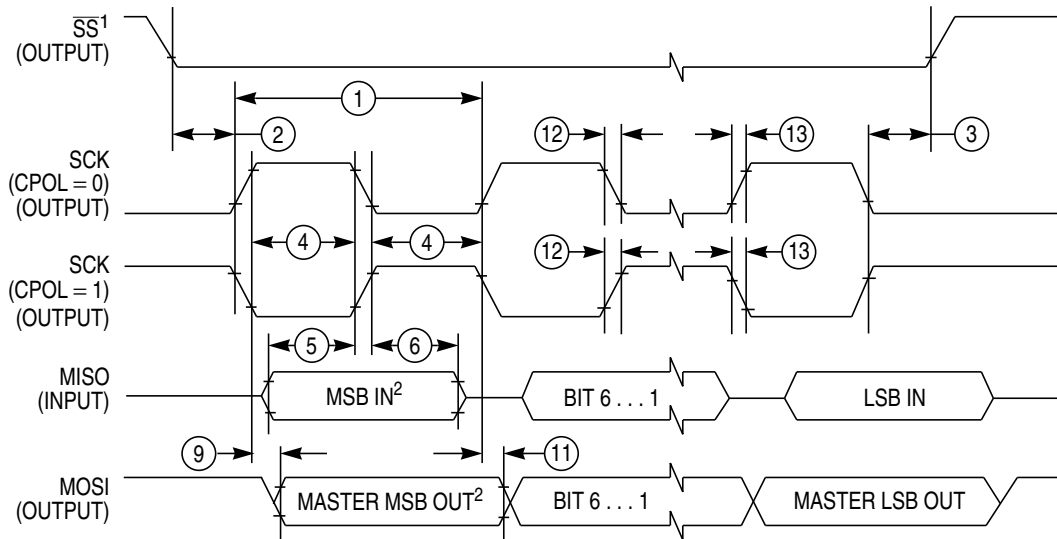 SS¹
(OUTPUT)
1
2
12
13
3
SCK
(CPOL = 0)
(OUTPUT)
4
4
SCK
(CPOL = 1)
(OUTPUT)
12
13
5
6
MISO
(INPUT)
MSB IN²
BIT 6 . . . 1
LSB IN
9
11
MOSI
(OUTPUT)
MASTER MSB OUT²
BIT 6 . . . 1
MASTER LSB OUT